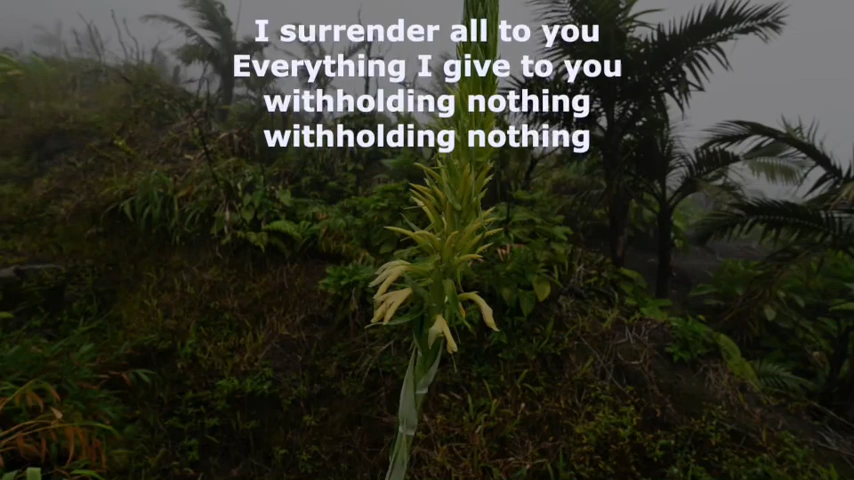 I surrender all to you
Everything I give to you
withholding nothing
withholding nothing